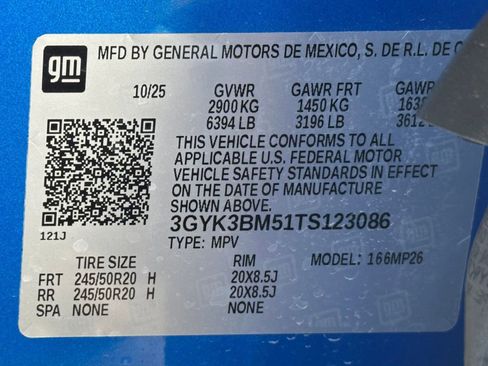 gm
MFD BY GENERAL MOTORS DE MEXICO, S. DE R.L. DE
10/25 GVWR GAWR FRT GAWR
2900 KG 1450 KG
6394 LB 3196 LB
THIS VEHICLE CONFORMS TO ALL
APPLICABLE U.S. FEDERAL MOTOR
VEHICLE SAFETY STANDARDS IN EFFECT
ON THE DATE OF MANUFACTURE
SHOWN ABOVE.
3GYK3BM51TS123086
121J TYPE: MPV
TIRE SIZE RIM MODEL: 166MP26
FRT 245/50R20 H 20X8.5J
RR 245/50R20 H 20X8.5J
SPA NONE NONE